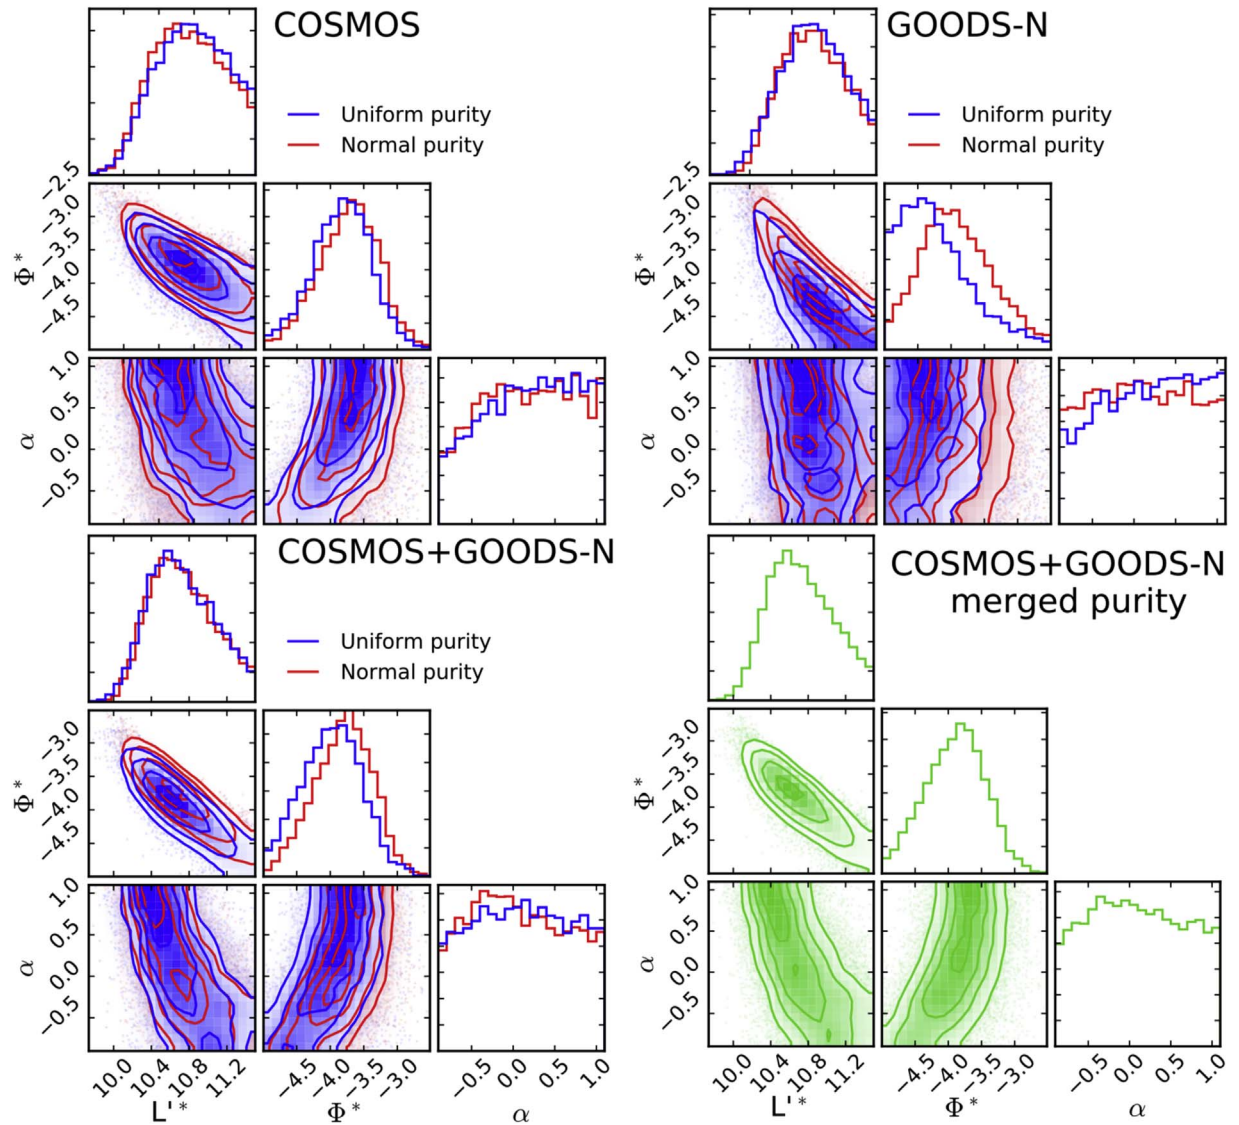 COSMOS
Uniform purity
Normal purity
−2.5
−3.0
−3.5
−4.0
−4.5
Φ*
1.0
0.5
0.0
−0.5
α
GOODS-N
Uniform purity
Normal purity
−2.5
−3.0
−3.5
−4.0
−4.5
Φ*
1.0
0.5
0.0
−0.5
α
COSMOS+GOODS-N
Uniform purity
Normal purity
−3.0
−3.5
−4.0
−4.5
Φ*
1.0
0.5
0.0
−0.5
α
10.0 10.4 10.8 11.2
−4.5 −4.0 −3.5 −3.0
−0.5 0.0 0.5 1.0
L'* Φ* α
COSMOS+GOODS-N
merged purity
−3.0
−3.5
−4.0
−4.5
Φ*
1.0
0.5
0.0
−0.5
α
10.0 10.4 10.8 11.2
−4.5 −4.0 −3.5 −3.0
−0.5 0.0 0.5 1.0
L'* Φ* α